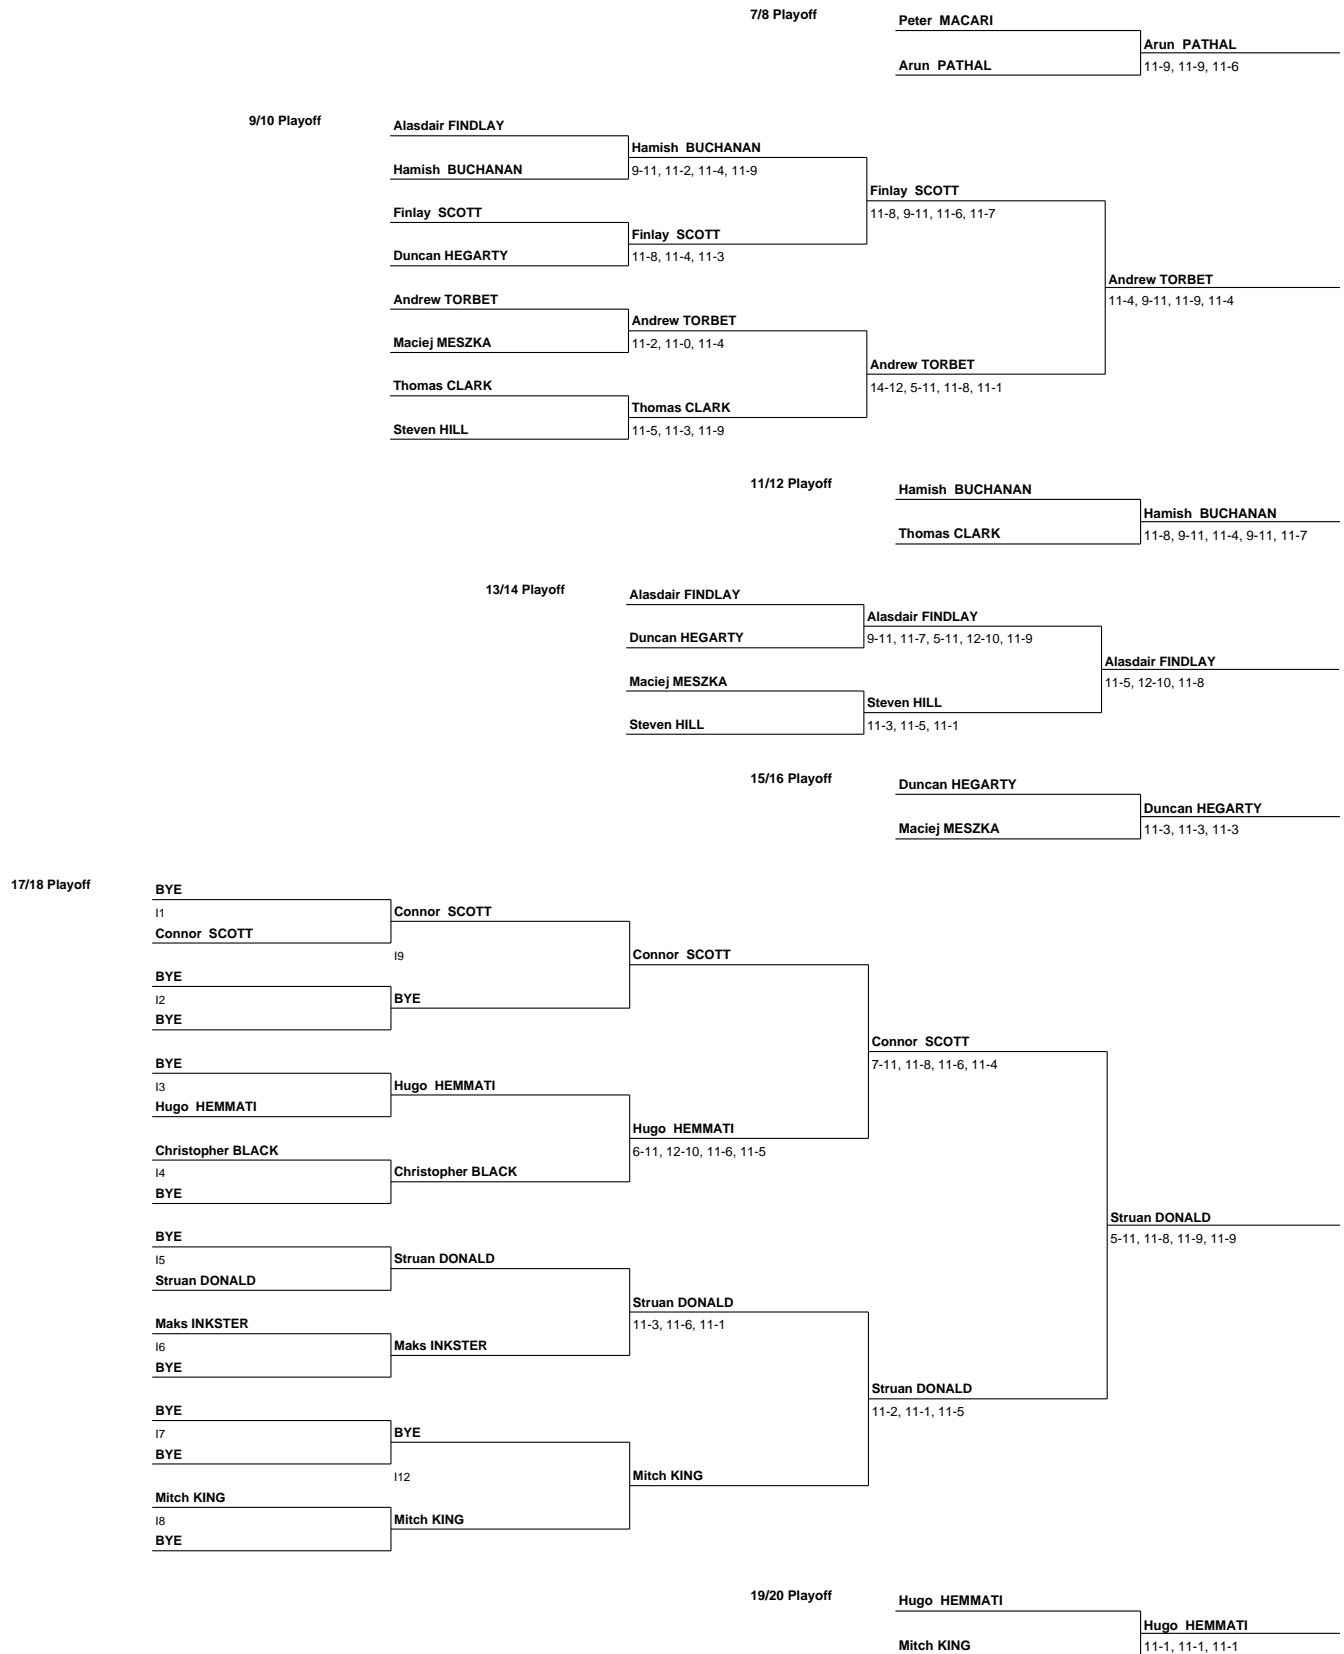 7/8 Playoff
Peter MACARI
Arun PATHAL
Arun PATHAL
11-9, 11-9, 11-6
9/10 Playoff
Alasdair FINDLAY
Hamish BUCHANAN
Hamish BUCHANAN
9-11, 11-2, 11-4, 11-9
Finlay SCOTT
11-8, 9-11, 11-6, 11-7
Finlay SCOTT
Finlay SCOTT
Duncan HEGARTY
11-8, 11-4, 11-3
Andrew TORBET
11-4, 9-11, 11-9, 11-4
Andrew TORBET
Andrew TORBET
Maciej MESZKA
11-2, 11-0, 11-4
Andrew TORBET
14-12, 5-11, 11-8, 11-1
Thomas CLARK
Thomas CLARK
Steven HILL
11-5, 11-3, 11-9
11/12 Playoff
Hamish BUCHANAN
Hamish BUCHANAN
Thomas CLARK
11-8, 9-11, 11-4, 9-11, 11-7
13/14 Playoff
Alasdair FINDLAY
Alasdair FINDLAY
Duncan HEGARTY
9-11, 11-7, 5-11, 12-10, 11-9
Alasdair FINDLAY
11-5, 12-10, 11-8
Maciej MESZKA
Steven HILL
Steven HILL
11-3, 11-5, 11-1
15/16 Playoff
Duncan HEGARTY
Duncan HEGARTY
Maciej MESZKA
11-3, 11-3, 11-3
17/18 Playoff
BYE
I1
Connor SCOTT
Connor SCOTT
I9
Connor SCOTT
BYE
I2
BYE
BYE
Connor SCOTT
7-11, 11-8, 11-6, 11-4
BYE
I3
Hugo HEMMATI
Hugo HEMMATI
Hugo HEMMATI
6-11, 12-10, 11-6, 11-5
Christopher BLACK
I4
Christopher BLACK
BYE
Struan DONALD
5-11, 11-8, 11-9, 11-9
BYE
I5
Struan DONALD
Struan DONALD
Struan DONALD
11-3, 11-6, 11-1
Maks INKSTER
I6
Maks INKSTER
BYE
Struan DONALD
11-2, 11-1, 11-5
BYE
I7
BYE
BYE
I12
Mitch KING
Mitch KING
I8
Mitch KING
BYE
19/20 Playoff
Hugo HEMMATI
Hugo HEMMATI
Mitch KING
11-1, 11-1, 11-1